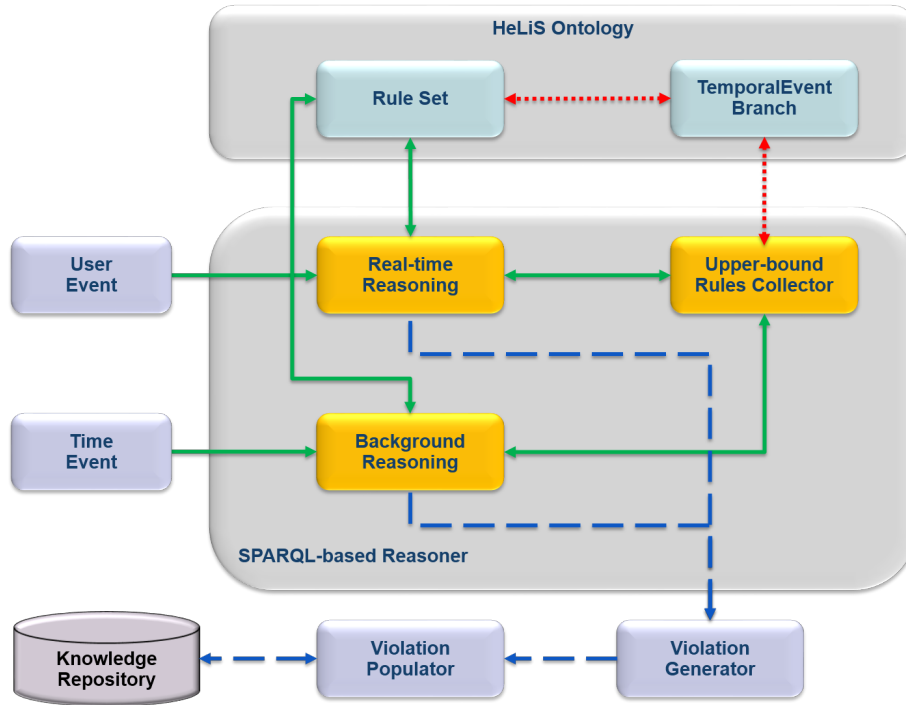 HeLiS Ontology
Rule Set
TemporalEvent
Branch
User
Event
Real-time
Reasoning
Upper-bound
Rules Collector
Time
Event
Background
Reasoning
SPARQL-based Reasoner
Knowledge
Repository
Violation
Populator
Violation
Generator